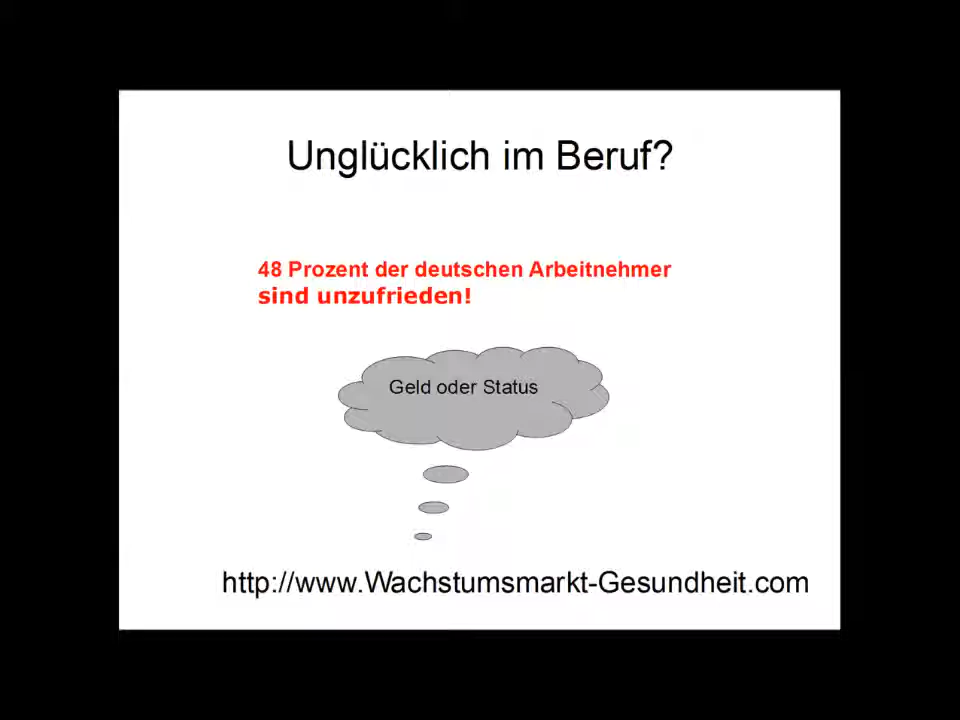 Unglücklich im Beruf?
48 Prozent der deutschen Arbeitnehmer
sind unzufrieden!
Geld oder Status
http://www.Wachstumsmarkt-Gesundheit.com